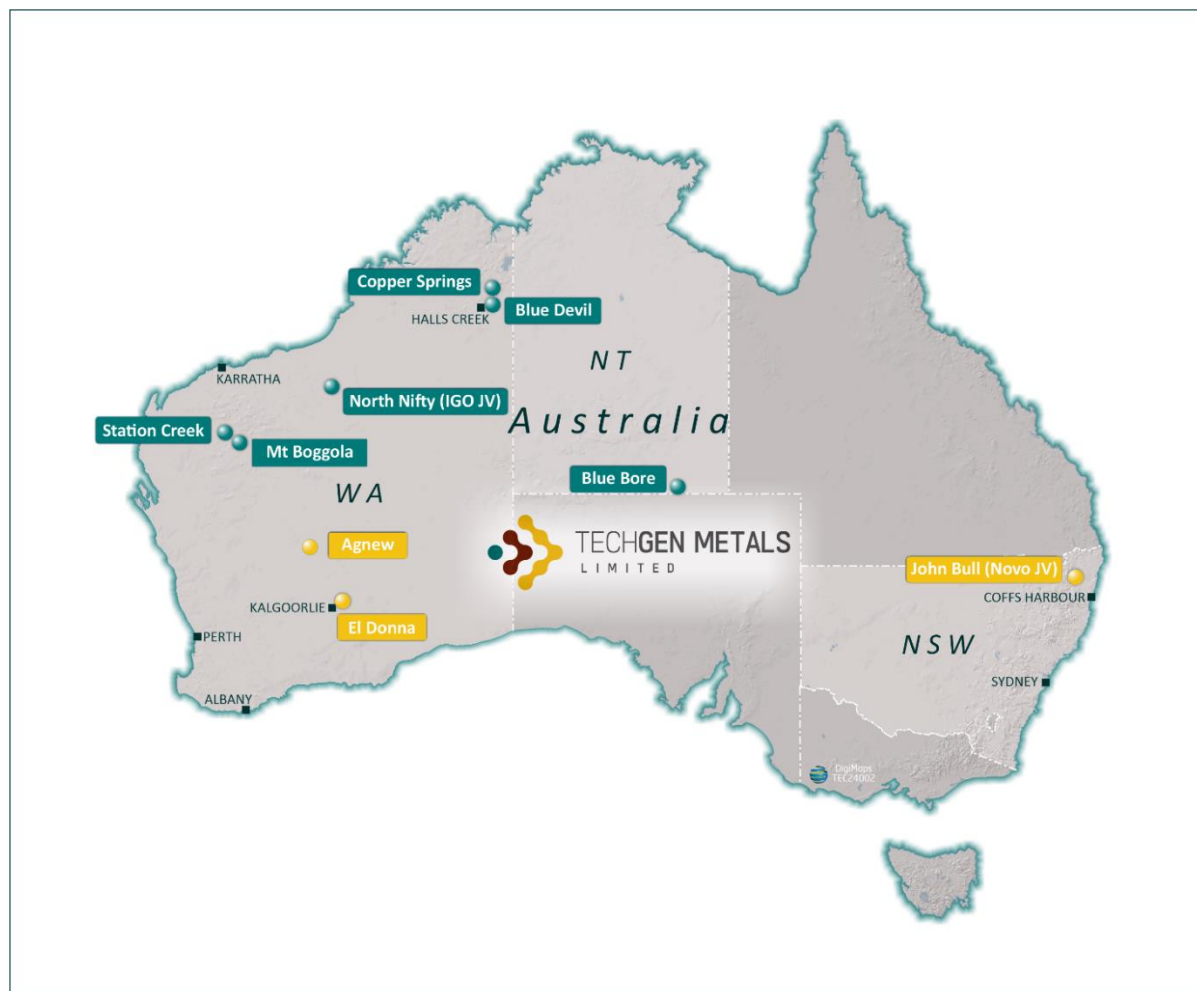 Copper Springs
HALLS CREEK
Blue Devil
NT
KARRATHA
North Nifty (IGO JV)
Australia
Station Creek
Mt Boggola
Blue Bore
WA
TECHGEN METALS
LIMITED
Agnew
John Bull (Novo JV)
COFFS HARBOUR
KALGOORLIE
El Donna
PERTH
NSW
SYDNEY
ALBANY
DigiMaps
TEC24002